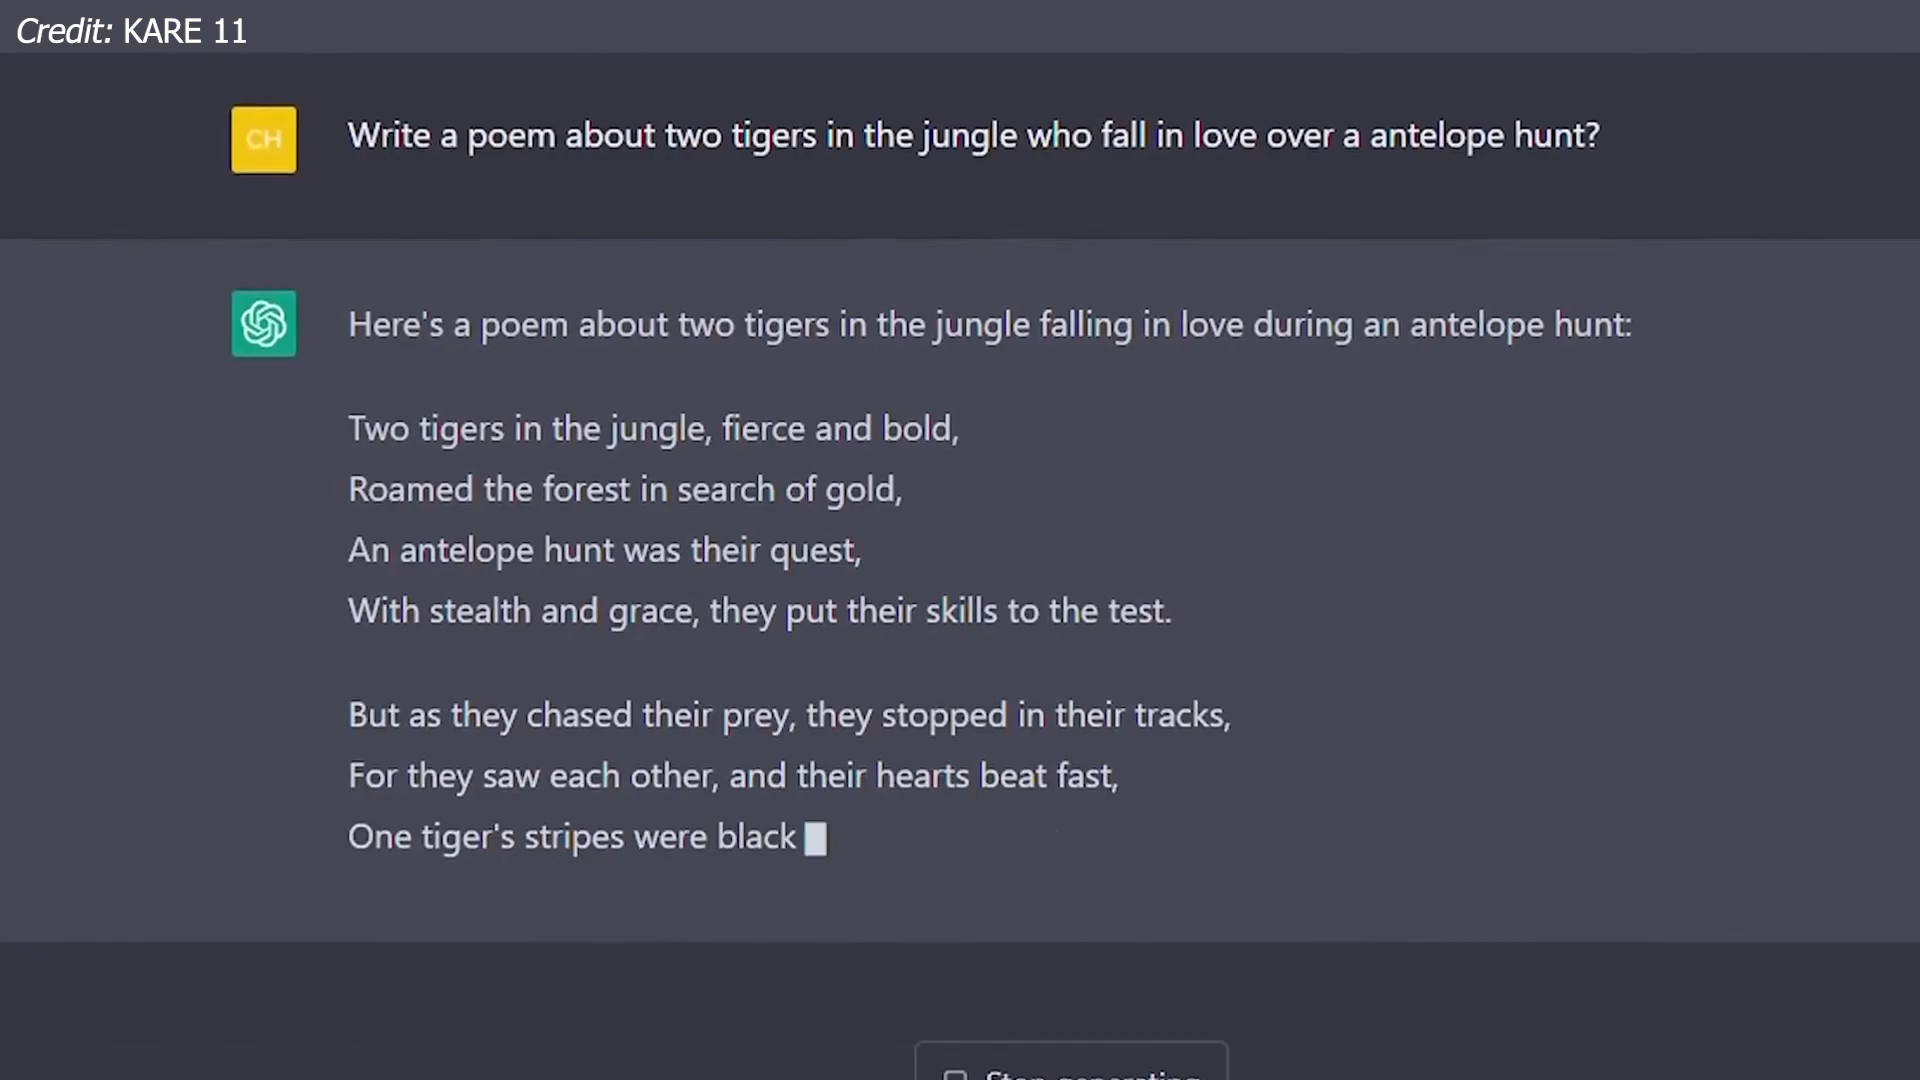 Credit: KARE 11
CH
Write a poem about two tigers in the jungle who fall in love over a antelope hunt?
Here's a poem about two tigers in the jungle falling in love during an antelope hunt:
Two tigers in the jungle, fierce and bold,
Roamed the forest in search of gold,
An antelope hunt was their quest,
With stealth and grace, they put their skills to the test.
But as they chased their prey, they stopped in their tracks,
For they saw each other, and their hearts beat fast,
One tiger's stripes were black
Stop generating